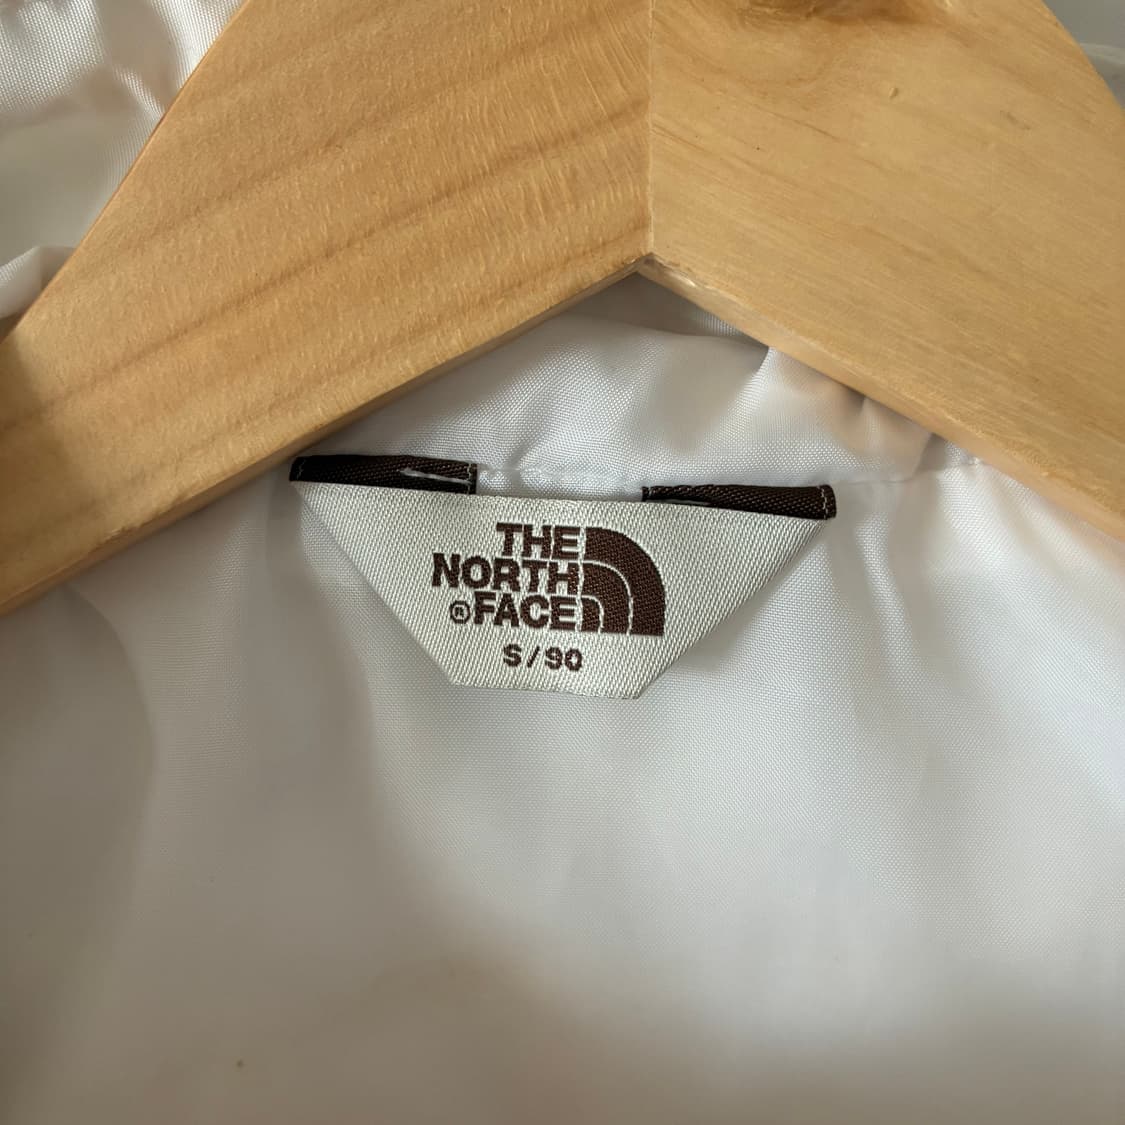 THE
NORTH
® FACE
S/90